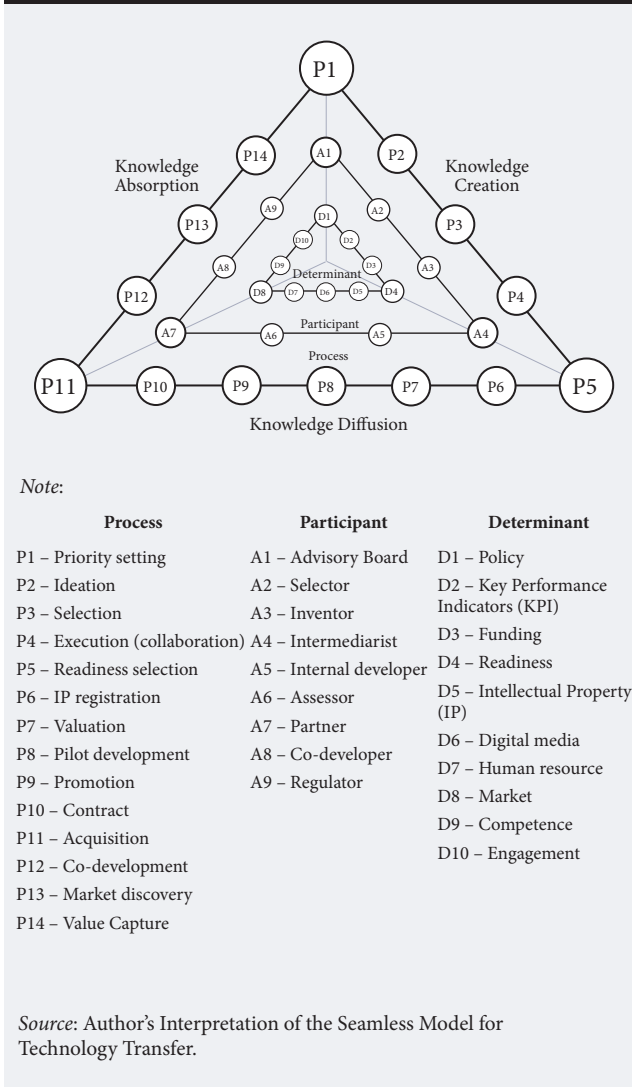 P1
P14
A1
P2
Knowledge
Absorption
Knowledge
Creation
A9
A2
P13
D1
P3
D10
D2
A8
D9
D3
A3
Determinant
P12
D8
D7
D6
D5
D4
P4
A7
Participant
A4
A6
A5
Process
P11
P10
P9
P8
P7
P6
P5
Knowledge Diffusion
Note:
Process
P1 – Priority setting
P2 – Ideation
P3 – Selection
P4 – Execution (collaboration)
P5 – Readiness selection
P6 – IP registration
P7 – Valuation
P8 – Pilot development
P9 – Promotion
P10 – Contract
P11 – Acquisition
P12 – Co-development
P13 – Market discovery
P14 – Value Capture
Participant
A1 – Advisory Board
A2 – Selector
A3 – Inventor
A4 – Intermediarist
A5 – Internal developer
A6 – Assessor
A7 – Partner
A8 – Co-developer
A9 – Regulator
Determinant
D1 – Policy
D2 – Key Performance
Indicators (KPI)
D3 – Funding
D4 – Readiness
D5 – Intellectual Property
(IP)
D6 – Digital media
D7 – Human resource
D8 – Market
D9 – Competence
D10 – Engagement
Source: Author's Interpretation of the Seamless Model for
Technology Transfer.